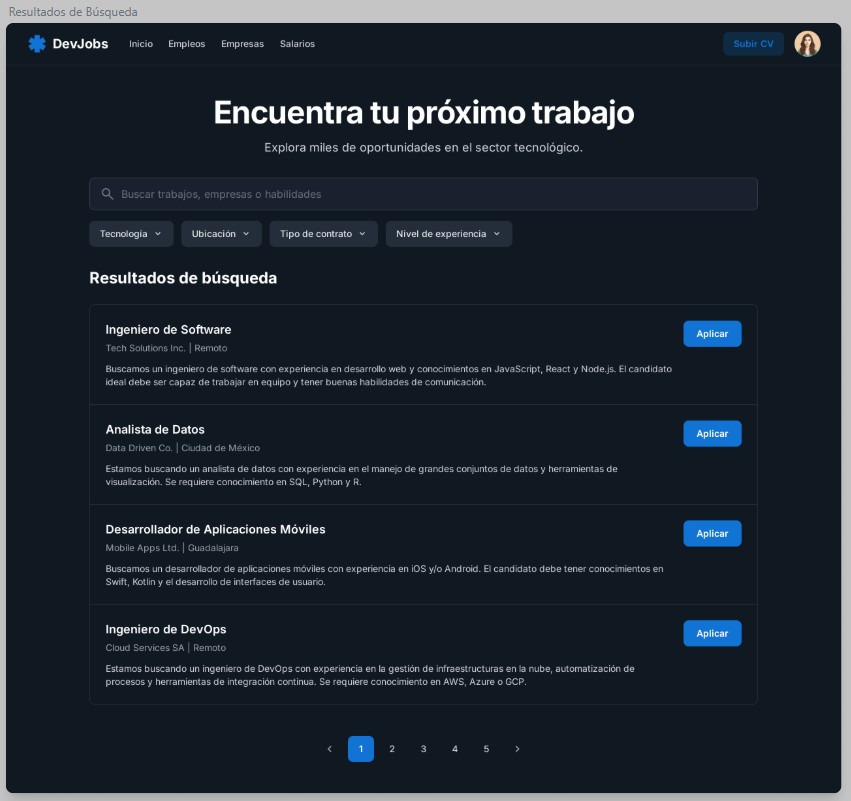 Resultados de Búsqueda
DevJobs
Inicio
Empleos
Empresas
Salarios
Subir CV
Encuentra tu próximo trabajo
Explora miles de oportunidades en el sector tecnológico.
Buscar trabajos, empresas o habilidades
Tecnología
Ubicación
Tipo de contrato
Nivel de experiencia
Resultados de búsqueda
Ingeniero de Software
Aplicar
Tech Solutions Inc. | Remoto
Buscamos un ingeniero de software con experiencia en desarrollo web y conocimientos en JavaScript, React y Node.js. El candidato
ideal debe ser capaz de trabajar en equipo y tener buenas habilidades de comunicación.
Analista de Datos
Aplicar
Data Driven Co. | Ciudad de México
Estamos buscando un analista de datos con experiencia en el manejo de grandes conjuntos de datos y herramientas de
visualización. Se requiere conocimiento en SQL, Python y R.
Desarrollador de Aplicaciones Móviles
Aplicar
Mobile Apps Ltd. | Guadalajara
Buscamos un desarrollador de aplicaciones móviles con experiencia en iOS y/o Android. El candidato debe tener conocimientos en
Swift, Kotlin y el desarrollo de interfaces de usuario.
Ingeniero de DevOps
Aplicar
Cloud Services SA | Remoto
Estamos buscando un ingeniero de DevOps con experiencia en la gestión de infraestructuras en la nube, automatización de
procesos y herramientas de integración continua. Se requiere conocimiento en AWS, Azure o GCP.
1 2 3 4 5